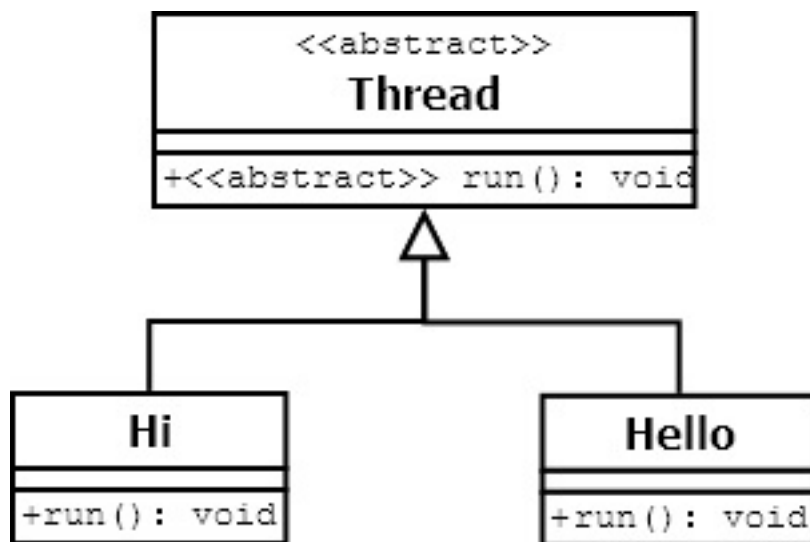 <<abstract>>
Thread
+<<abstract>> run(): void
Hi
+run(): void
Hello
+run(): void